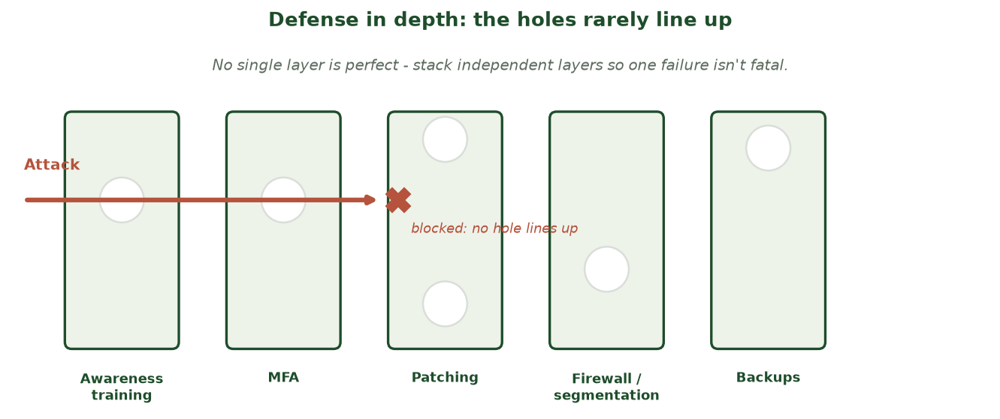 Defense in depth: the holes rarely line up
No single layer is perfect - stack independent layers so one failure isn't fatal.
Attack
blocked: no hole lines up
Awareness
training
MFA
Patching
Firewall /
segmentation
Backups